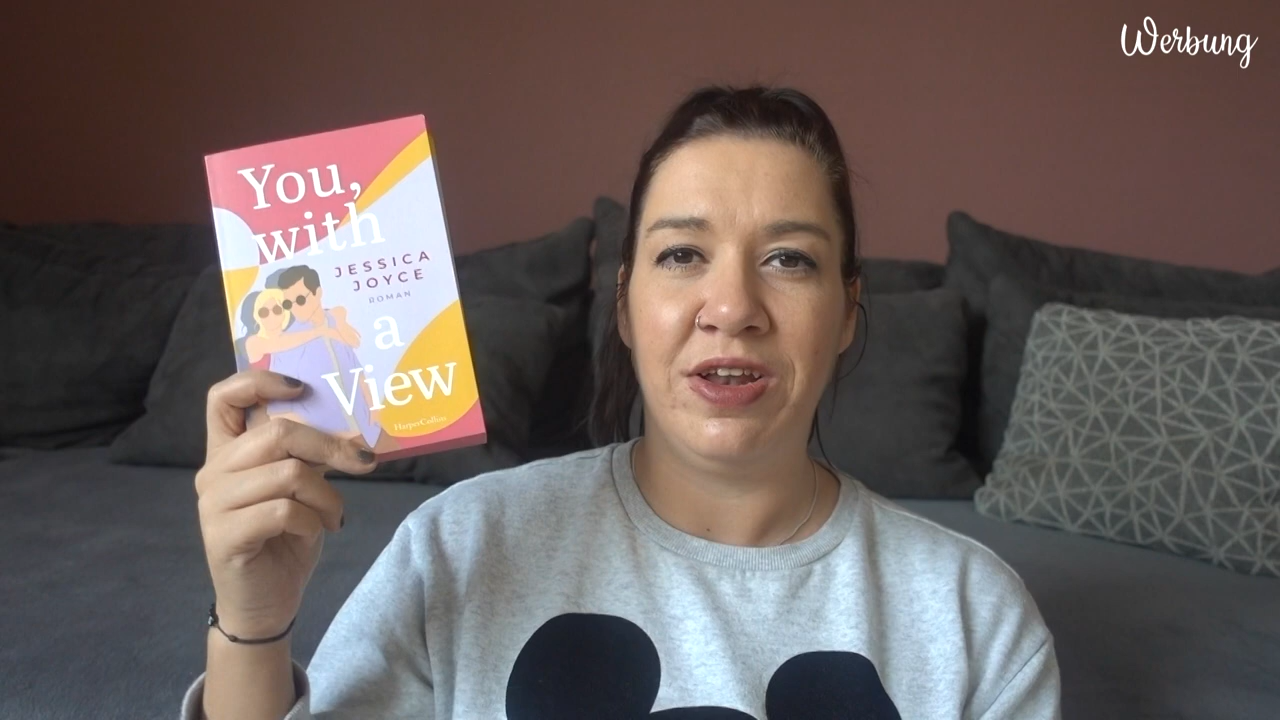 Werbung
You,
with
JESSICA
JOYCE
ROMAN
a
View
HarperCollins